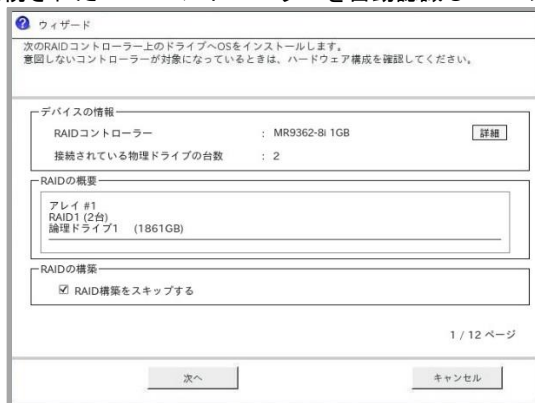 ウィザード
次のRAIDコントローラー上のドライブへOSをインストールします。
意図しないコントローラーが対象になっているときは、ハードウェア構成を確認してください。
デバイスの情報
RAIDコントローラー : MR9362-8i 1GB 詳細
接続されている物理ドライブの台数 : 2
RAIDの概要
アレイ #1
RAID1 (2台)
論理ドライブ1 (1861GB)
RAIDの構築
RAID構築をスキップする
1 / 12 ページ
次へ キャンセル